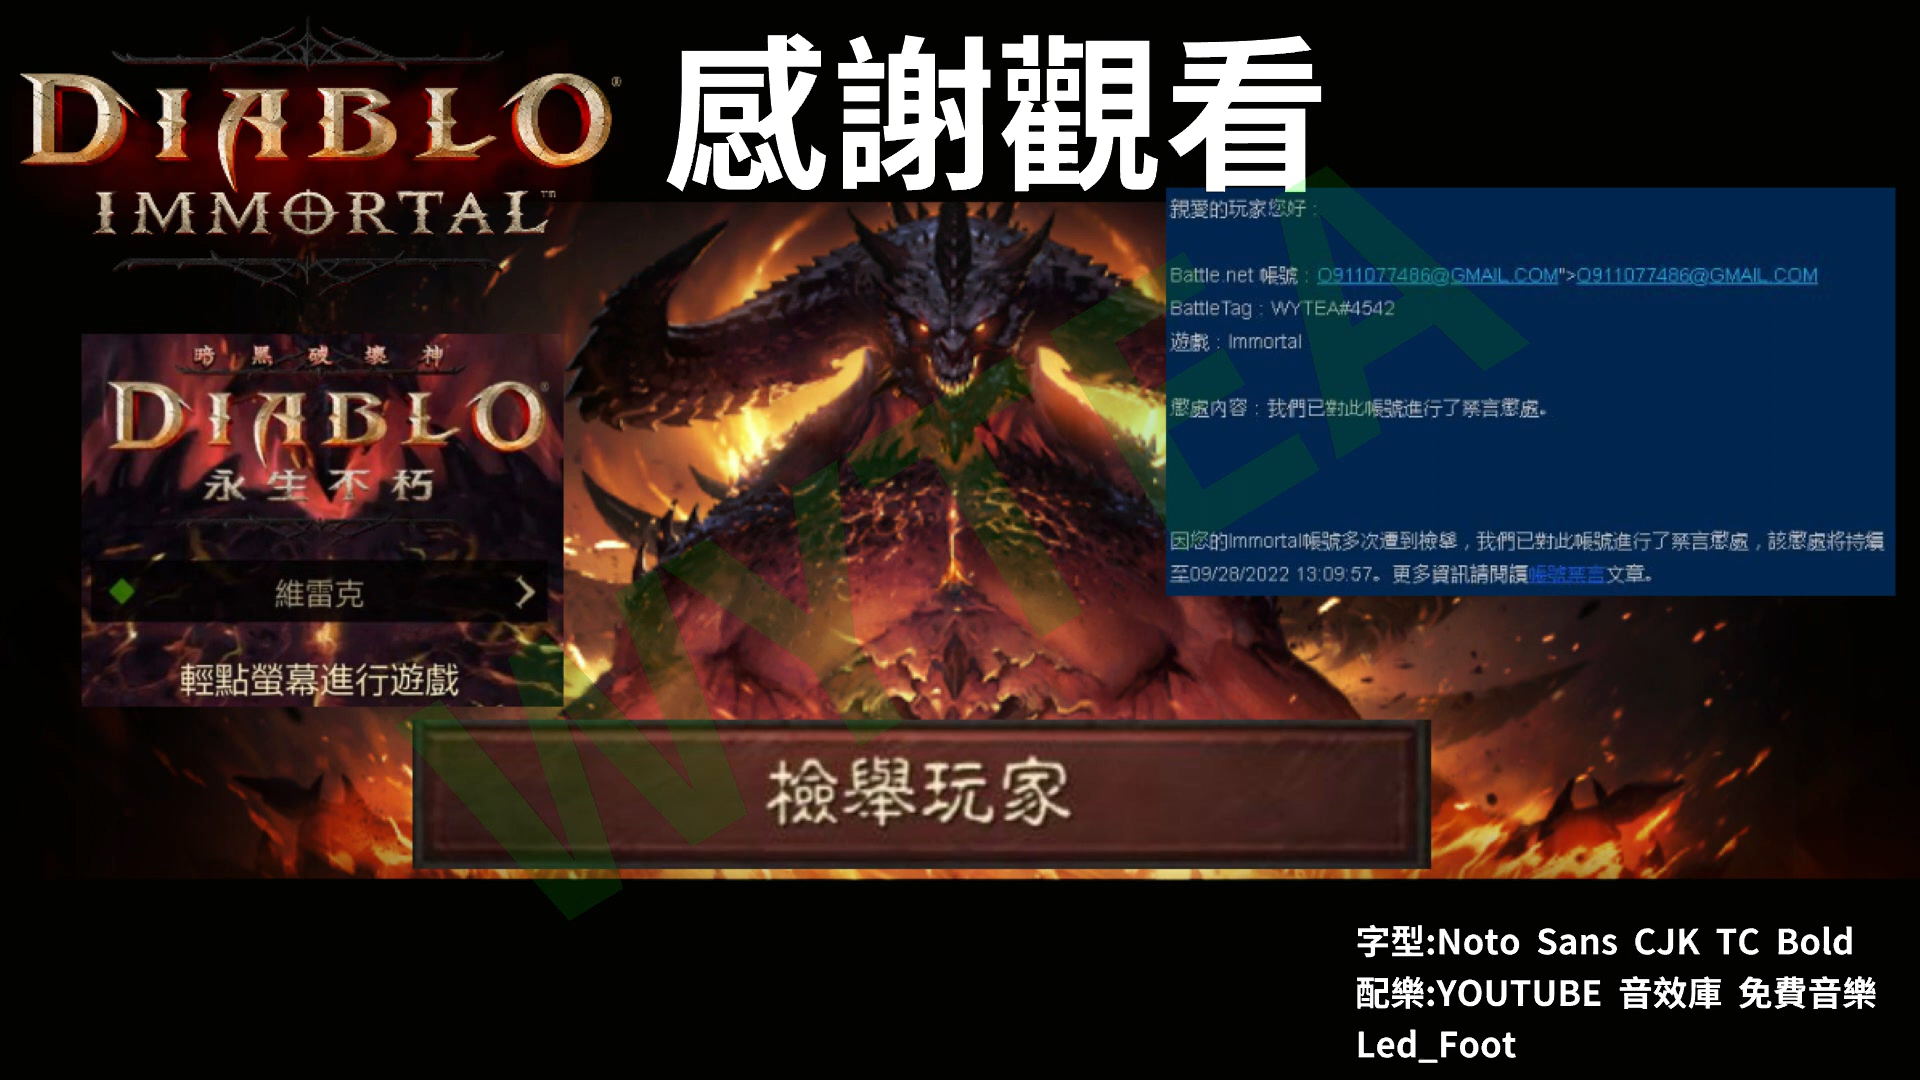 DIABLO®
IMMORTAL™
感謝觀看
親愛的玩家您好：
Battle.net 帳號：O911077486@GMAIL.COM">O911077486@GMAIL.COM
BattleTag：WYTEA#4542
遊戲：Immortal
懲處內容：我們已對此帳號進行了禁言懲處。
因您的Immortal帳號多次遭到檢舉，我們已對此帳號進行了禁言懲處，該懲處將持續
至09/28/2022 13:09:57。更多資訊請閱讀帳號禁言文章。
暗黑破壞神
DIABLO®
永生不朽
維雷克
輕點螢幕進行遊戲
檢舉玩家
WYTEA
字型:Noto Sans CJK TC Bold
配樂:YOUTUBE 音效庫 免費音樂
Led_Foot